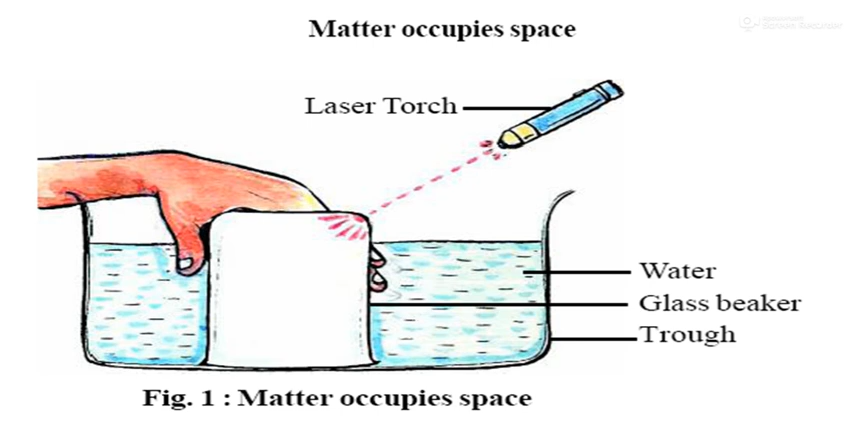 Matter occupies space
Laser Torch
Water
Glass beaker
Trough
Fig. 1 : Matter occupies space